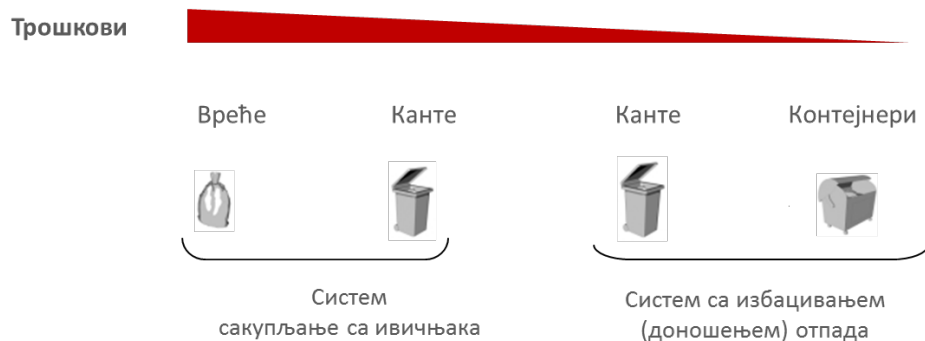 Трошкови
Вреће
Канте
Канте
Контејнери
Систем
сакупљање са ивичњака
Систем са избацивањем
(доношењем) отпада